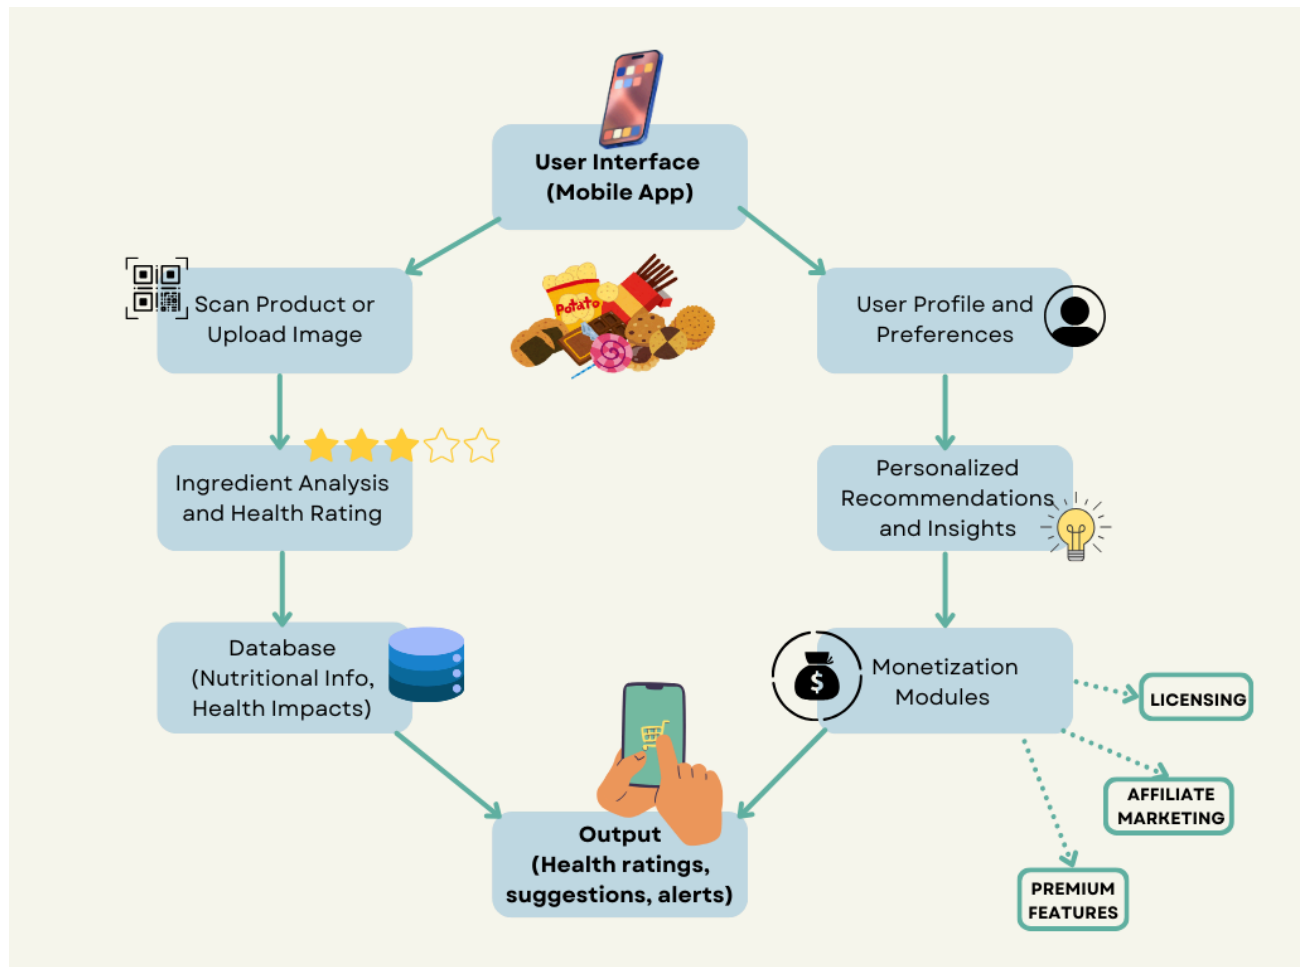 User Interface
(Mobile App)
Scan Product or
Upload Image
Potato
User Profile and
Preferences
Ingredient Analysis
and Health Rating
Personalized
Recommendations
and Insights
Database
(Nutritional Info,
Health Impacts)
$
Monetization
Modules
LICENSING
AFFILIATE
MARKETING
Output
(Health ratings,
suggestions, alerts)
PREMIUM
FEATURES